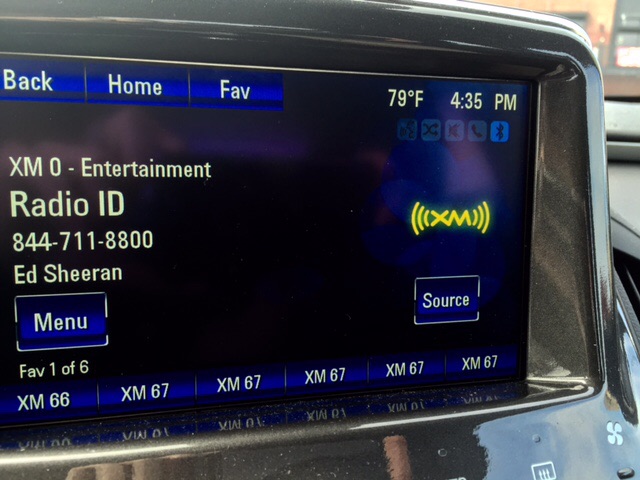 Back Home Fav 79°F 4:35 PM
XM 0 - Entertainment
Radio ID
844-711-8800
Ed Sheeran
(((XM)))
Menu Source
Fav 1 of 6
XM 66 XM 67 XM 67 XM 67 XM 67 XM 67